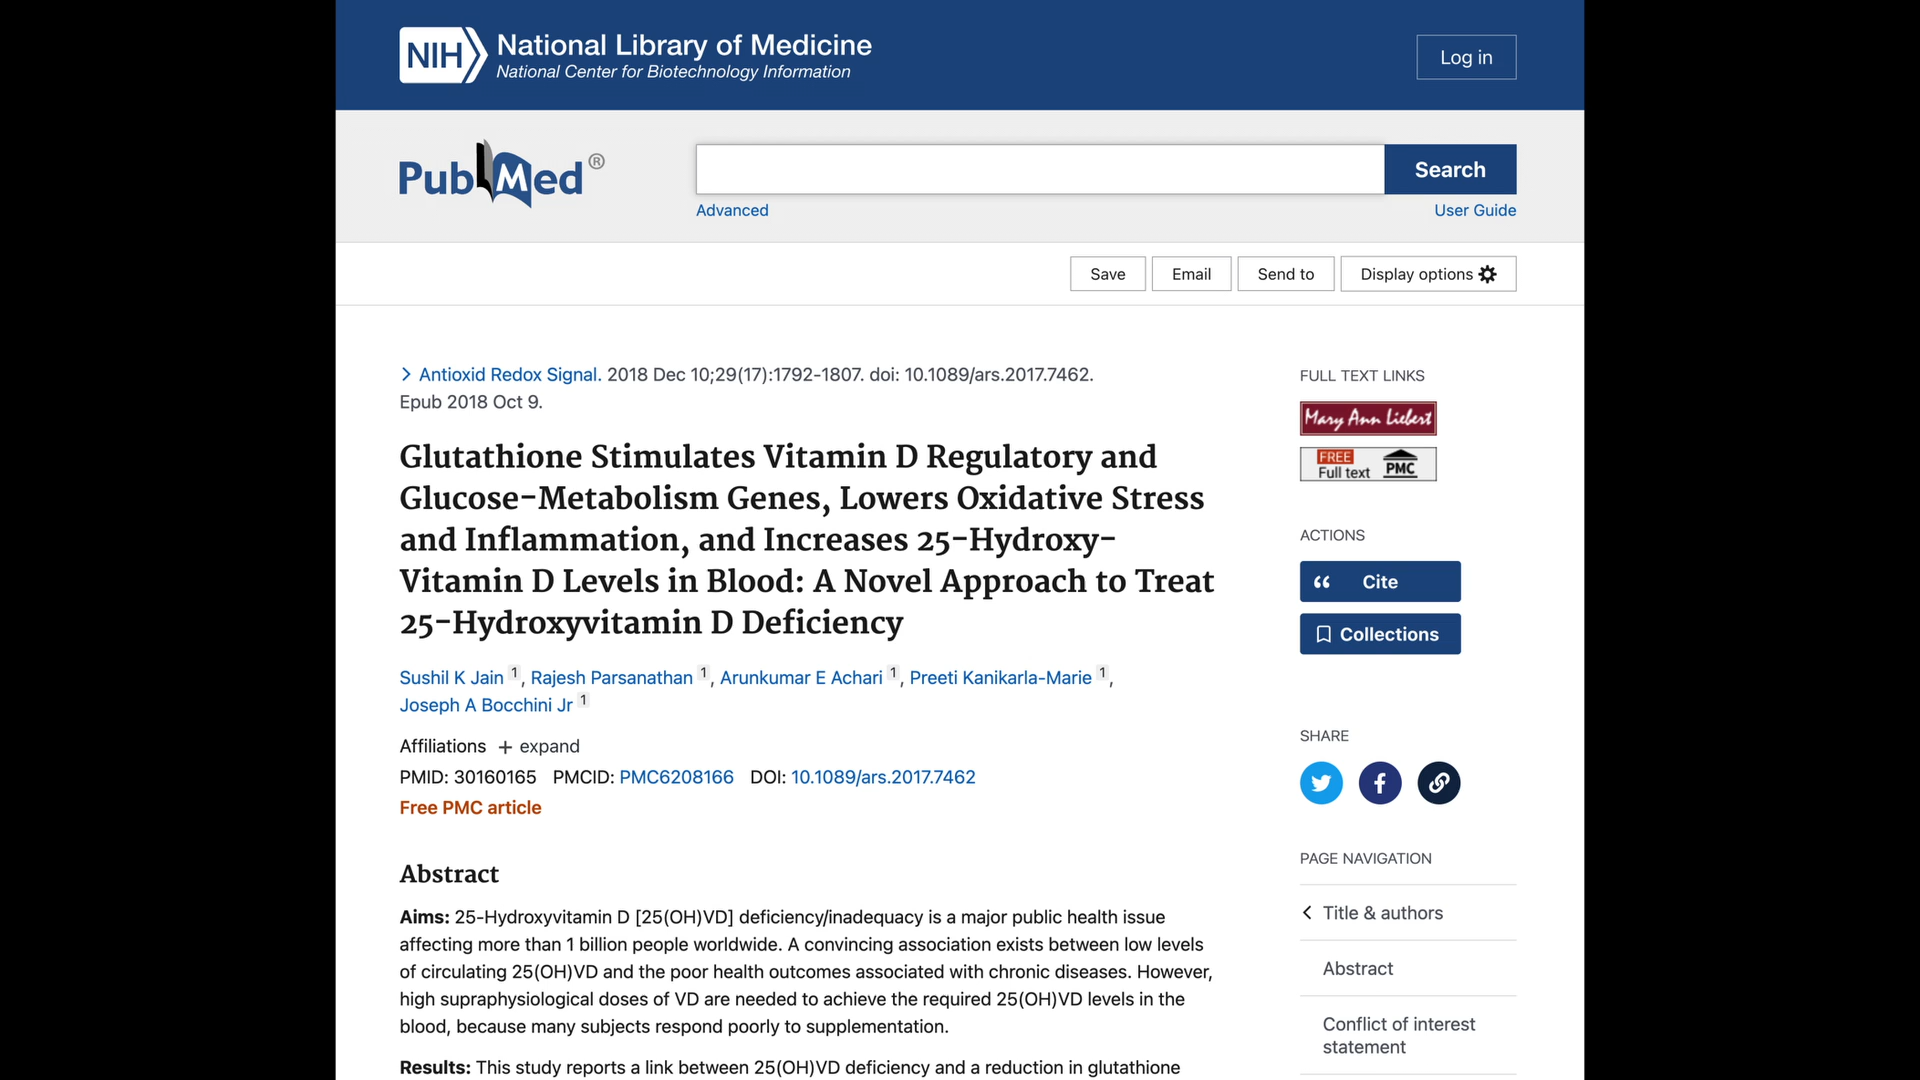 NIH National Library of Medicine
National Center for Biotechnology Information
Log in
PubMed®
Search
Advanced
User Guide
Save
Email
Send to
Display options
Antioxid Redox Signal. 2018 Dec 10;29(17):1792-1807. doi: 10.1089/ars.2017.7462.
Epub 2018 Oct 9.
Glutathione Stimulates Vitamin D Regulatory and
Glucose-Metabolism Genes, Lowers Oxidative Stress
and Inflammation, and Increases 25-Hydroxy-
Vitamin D Levels in Blood: A Novel Approach to Treat
25-Hydroxyvitamin D Deficiency
Sushil K Jain 1, Rajesh Parsanathan 1, Arunkumar E Achari 1, Preeti Kanikarla-Marie 1,
Joseph A Bocchini Jr 1
Affiliations + expand
PMID: 30160165 PMCID: PMC6208166 DOI: 10.1089/ars.2017.7462
Free PMC article
Abstract
Aims: 25-Hydroxyvitamin D [25(OH)VD] deficiency/inadequacy is a major public health issue
affecting more than 1 billion people worldwide. A convincing association exists between low levels
of circulating 25(OH)VD and the poor health outcomes associated with chronic diseases. However,
high supraphysiological doses of VD are needed to achieve the required 25(OH)VD levels in the
blood, because many subjects respond poorly to supplementation.
Results: This study reports a link between 25(OH)VD deficiency and a reduction in glutathione
FULL TEXT LINKS
Mary Ann Liebert
FREE
Full text PMC
ACTIONS
Cite
Collections
SHARE
PAGE NAVIGATION
Title & authors
Abstract
Conflict of interest
statement